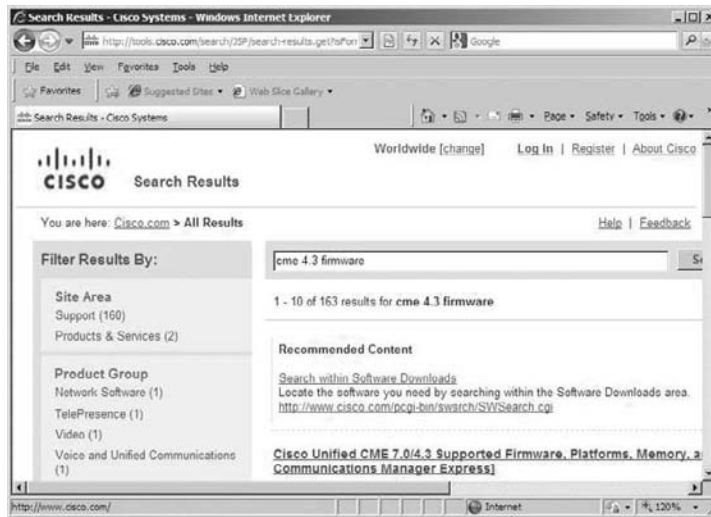 Search Results - Cisco Systems - Windows Internet Explorer
http://tools.cisco.com/search/JSP/search-results.get?isFon
Google
File Edit View Favorites Tools Help
Favorites Suggested Sites Web Slice Gallery
Search Results - Cisco Systems
Page Safety Tools
CISCO
Search Results
Worldwide [change] Log In | Register | About Cisco
You are here: Cisco.com > All Results
Help | Feedback
Filter Results By:
cme 4.3 firmware
Site Area
Support (160)
Products & Services (2)
Product Group
Network Software (1)
TelePresence (1)
Video (1)
Voice and Unified Communications
(1)
1 - 10 of 163 results for cme 4.3 firmware
Recommended Content
Search within Software Downloads
Locate the software you need by searching within the Software Downloads area.
http://www.cisco.com/pcgi-bin/swsrch/SWSearch.cgi
Cisco Unified CME 7.0/4.3 Supported Firmware, Platforms, Memory, a
Communications Manager Express]
http://www.cisco.com/
Internet
120%